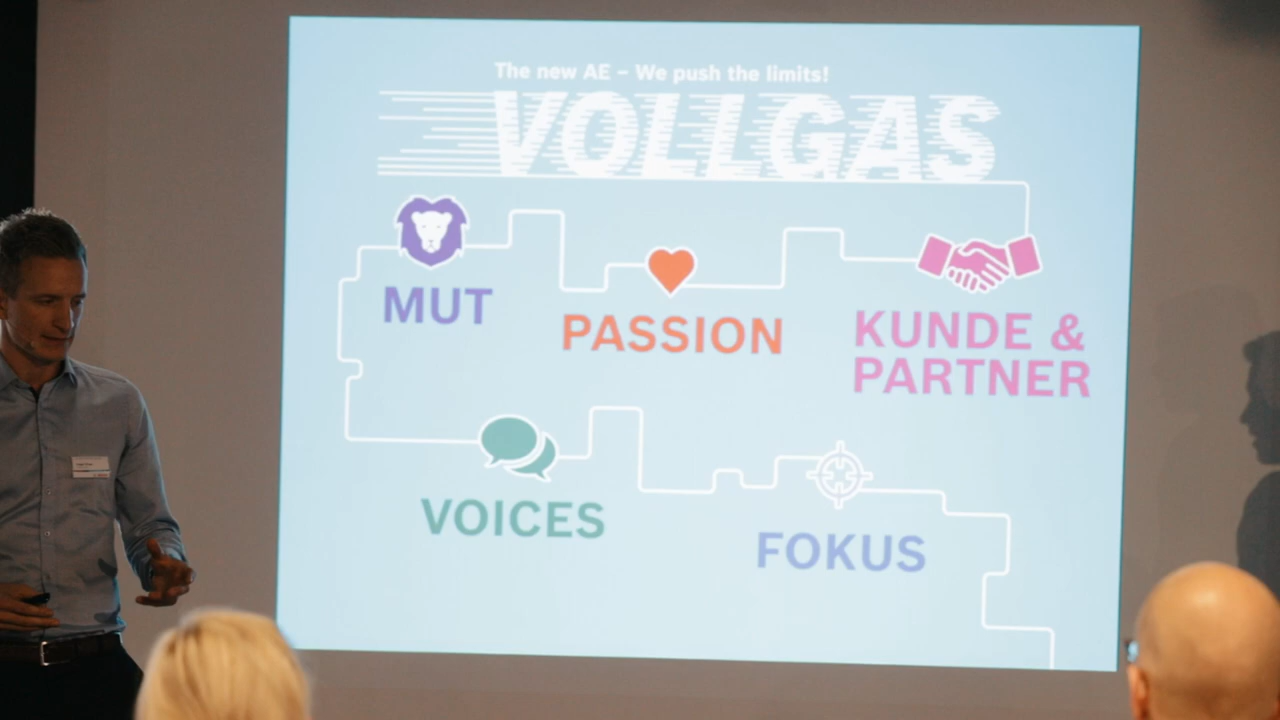 The new AE – We push the limits!
VOLLGAS
MUT
PASSION
KUNDE &
PARTNER
VOICES
FOKUS